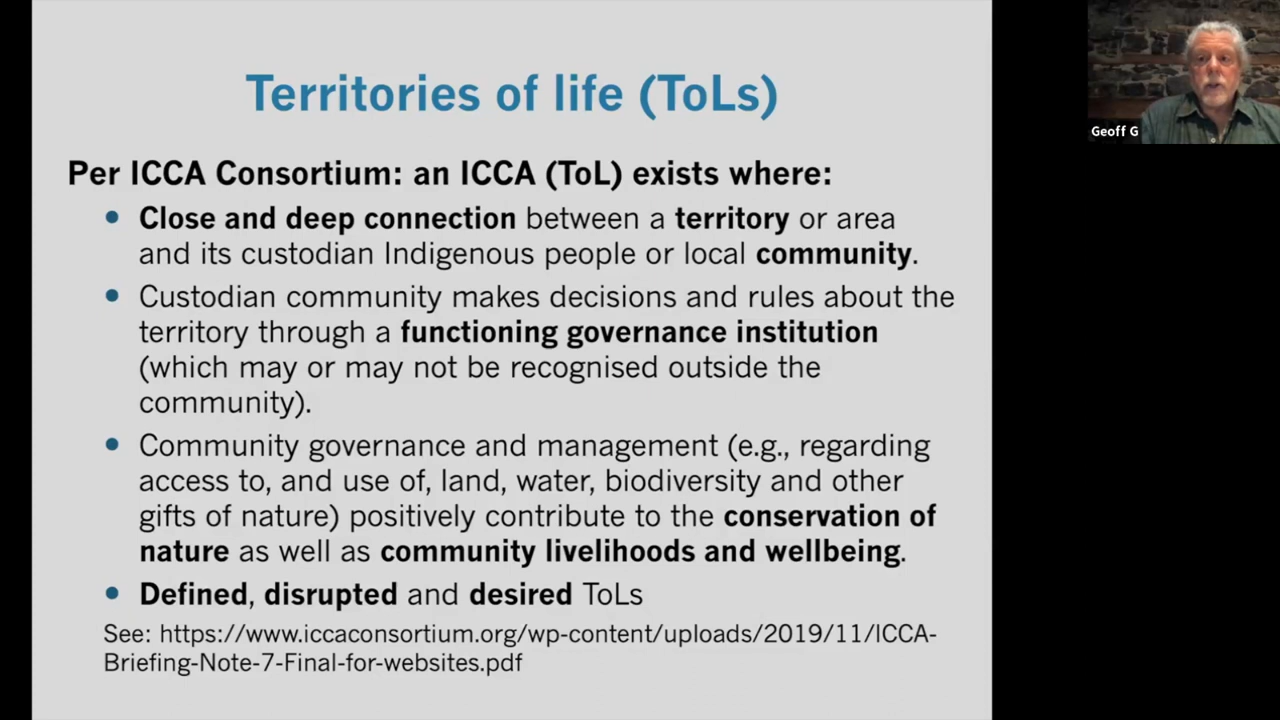 Territories of life (ToLs)
Geoff G
Per ICCA Consortium: an ICCA (ToL) exists where:
• Close and deep connection between a territory or area
and its custodian Indigenous people or local community.
• Custodian community makes decisions and rules about the
territory through a functioning governance institution
(which may or may not be recognised outside the
community).
• Community governance and management (e.g., regarding
access to, and use of, land, water, biodiversity and other
gifts of nature) positively contribute to the conservation of
nature as well as community livelihoods and wellbeing.
• Defined, disrupted and desired ToLs
See: https://www.iccaconsortium.org/wp-content/uploads/2019/11/ICCA-
Briefing-Note-7-Final-for-websites.pdf